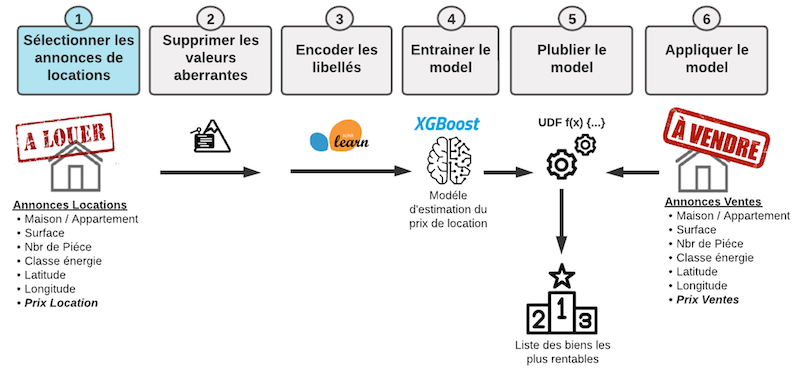 1
Sélectionner les
annonces de
locations
2
Supprimer les
valeurs
aberrantes
3
Encoder les
libellés
4
Entrainer le
model
5
Plublier le
model
6
Appliquer le
model
A LOUER
Annonces Locations
• Maison / Appartement
• Surface
• Nbr de Piéce
• Classe énergie
• Latitude
• Longitude
• Prix Location
learn
XGBoost
Modéle
d'estimation du
prix de location
UDF f(x) {...}
1
2
3
Liste des biens les
plus rentables
À VENDRE
Annonces Ventes
• Maison / Appartement
• Surface
• Nbr de Piéce
• Classe énergie
• Latitude
• Longitude
• Prix Ventes